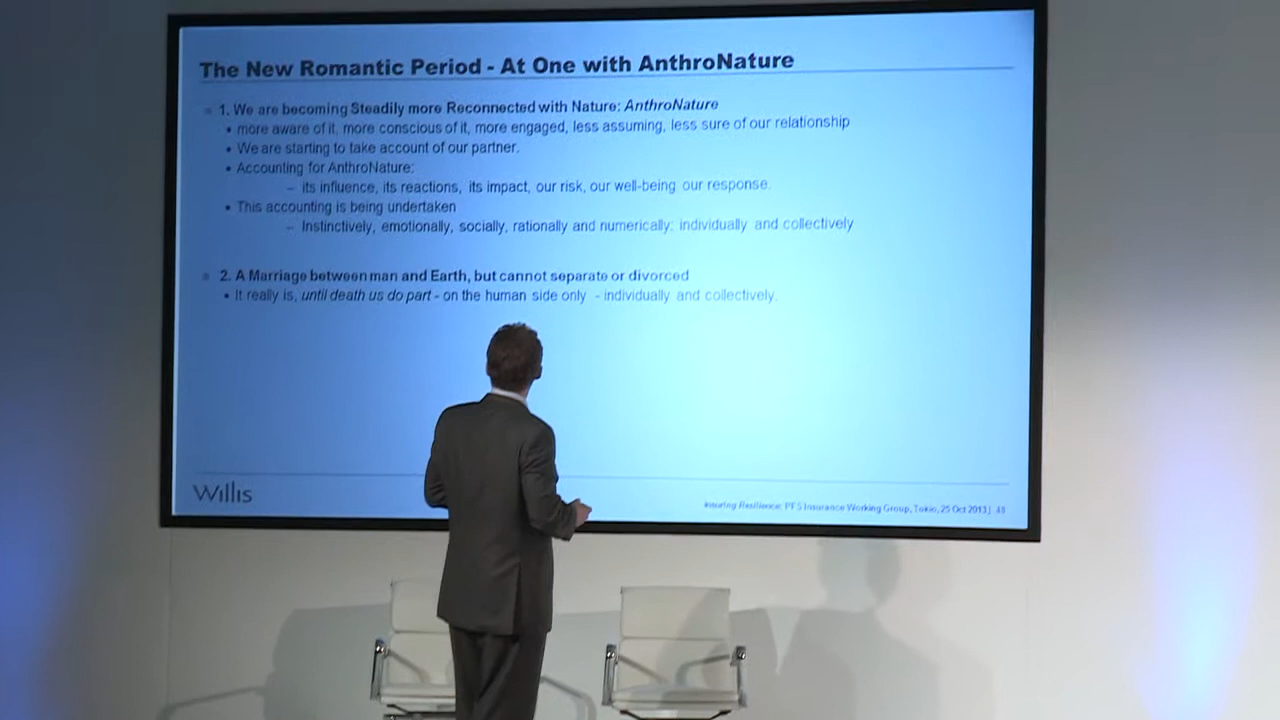 The New Romantic Period - At One with AnthroNature
1. We are becoming Steadily more Reconnected with Nature: AnthroNature
• more aware of it, more conscious of it, more engaged, less assuming, less sure of our relationship
• We are starting to take account of our partner.
• Accounting for AnthroNature:
– its influence, its reactions, its impact, our risk, our well-being our response.
• This accounting is being undertaken
– Instinctively, emotionally, socially, rationally and numerically; individually and collectively
2. A Marriage between man and Earth, but cannot separate or divorced
• It really is, until death us do part - on the human side only - individually and collectively.
Willis
Insuring Resilience: PFS Insurance Working Group, Tokio, 25 Oct 2013 | 48